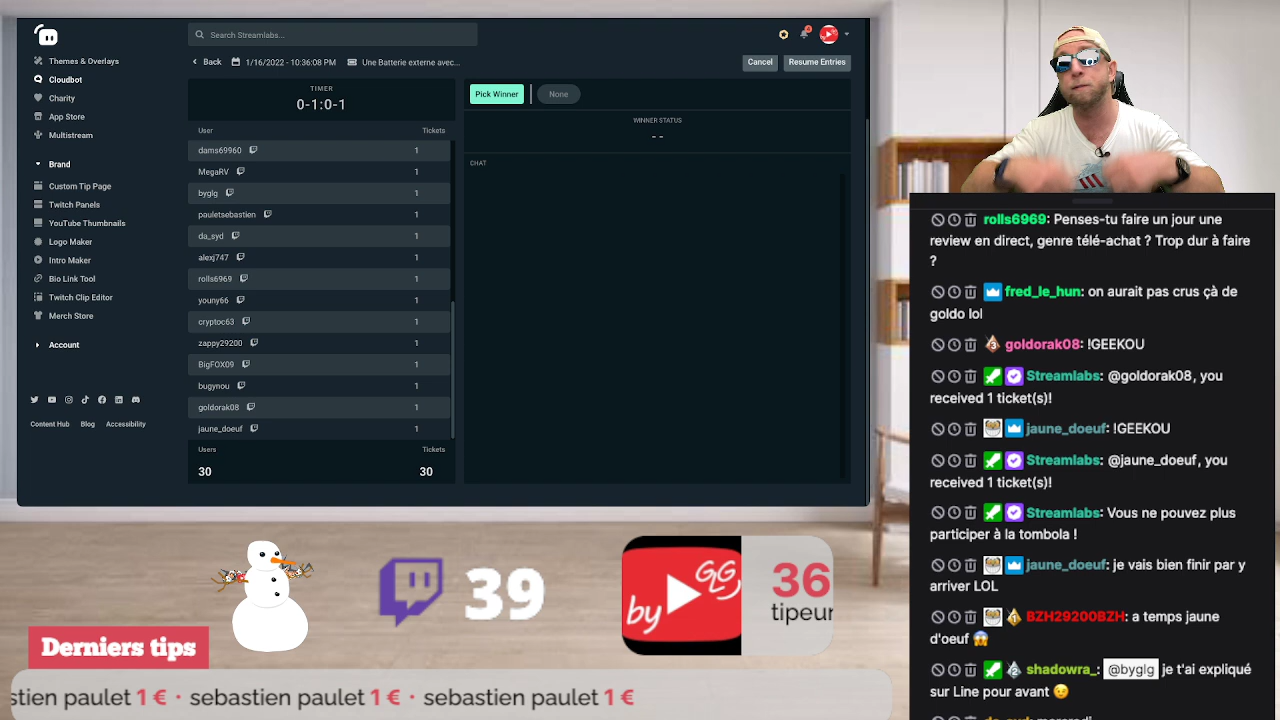 Search Streamlabs...
Themes & Overlays
Cloudbot
Charity
App Store
Multistream
Brand
Custom Tip Page
Twitch Panels
YouTube Thumbnails
Logo Maker
Intro Maker
Bio Link Tool
Twitch Clip Editor
Merch Store
Account
Content Hub Blog Accessibility
Back 1/16/2022 - 10:36:08 PM Une Batterie externe avec...
Cancel Resume Entries
TIMER
0-1:0-1
User Tickets
dams69960 1
MegaRV 1
byglg 1
pauletsebastien 1
da_syd 1
alexj747 1
rolls6969 1
youny66 1
cryptoc63 1
zappy29200 1
BigFOX09 1
bugynou 1
goldorak08 1
jaune_doeuf 1
Users Tickets
30 30
Pick Winner None
WINNER STATUS
--
CHAT
rolls6969: Penses-tu faire un jour une
review en direct, genre télé-achat ? Trop dur à faire
?
fred_le_hun: on aurait pas crus çà de
goldo lol
goldorak08: !GEEKOU
Streamlabs: @goldorak08, you
received 1 ticket(s)!
jaune_doeuf: !GEEKOU
Streamlabs: @jaune_doeuf, you
received 1 ticket(s)!
Streamlabs: Vous ne pouvez plus
participer à la tombola !
jaune_doeuf: je vais bien finir par y
arriver LOL
BZH29200BZH: a temps jaune
d'oeuf 😱
shadowra_: @byglg je t'ai expliqué
sur Line pour avant 😉
39
by GLG
36
tipeur
Derniers tips
stien paulet 1 € · sebastien paulet 1 € · sebastien paulet 1 €